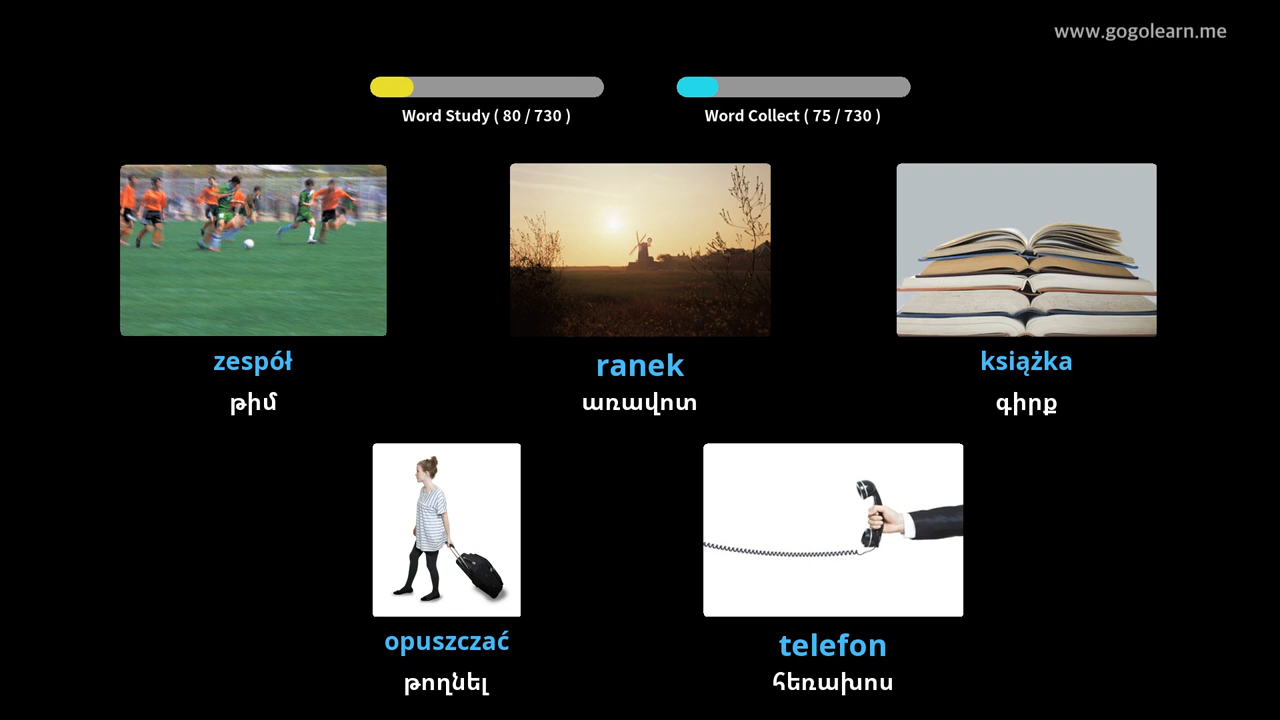 www.gogolearn.me
Word Study ( 80 / 730 )
Word Collect ( 75 / 730 )
zespół
ranek
książka
թիմ
առավոտ
գիրք
opuszczać
telefon
թողնել
հեռախոս